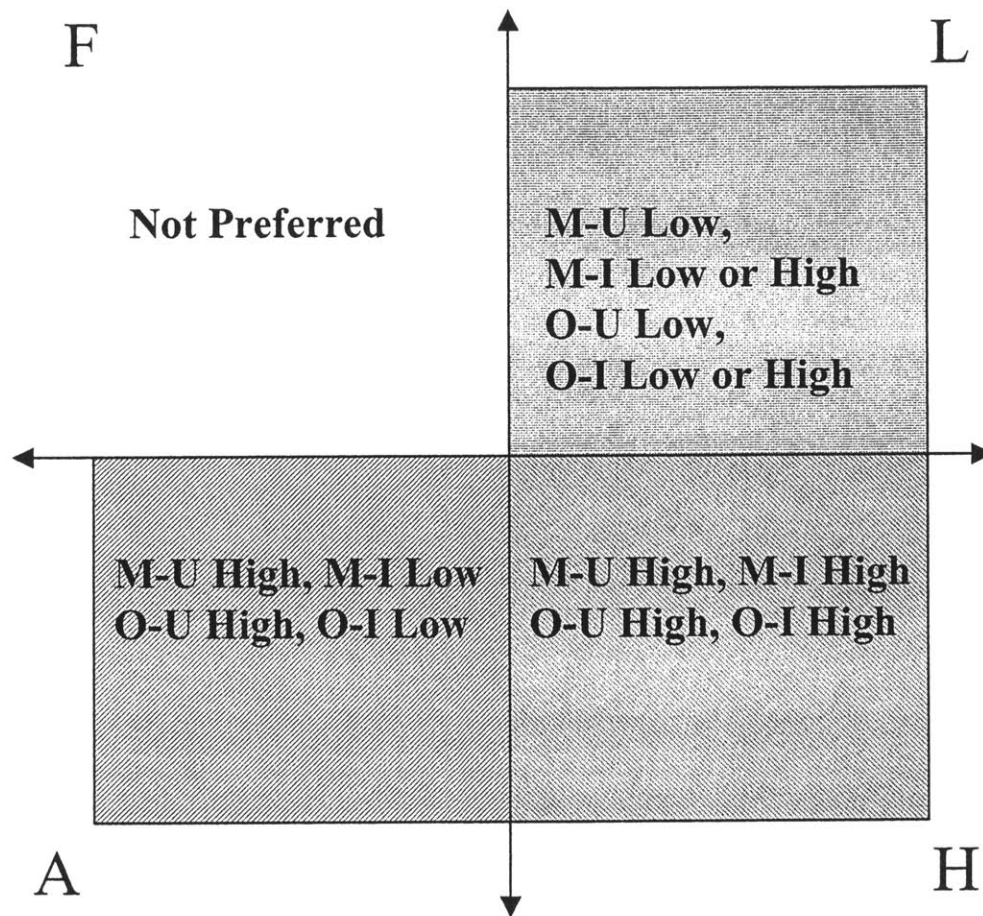 F
L
Not Preferred
M-U Low,
M-I Low or High
O-U Low,
O-I Low or High
M-U High, M-I Low
O-U High, O-I Low
M-U High, M-I High
O-U High, O-I High
A
H